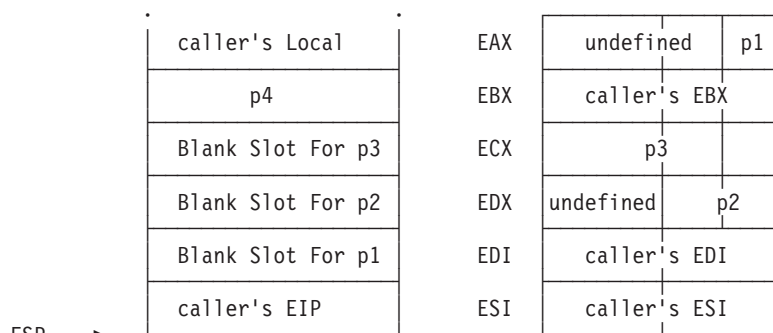 caller's Local EAX undefined p1
p4 EBX caller's EBX
Blank Slot For p3 ECX p3
Blank Slot For p2 EDX undefined p2
Blank Slot For p1 EDI caller's EDI
caller's EIP ESI caller's ESI